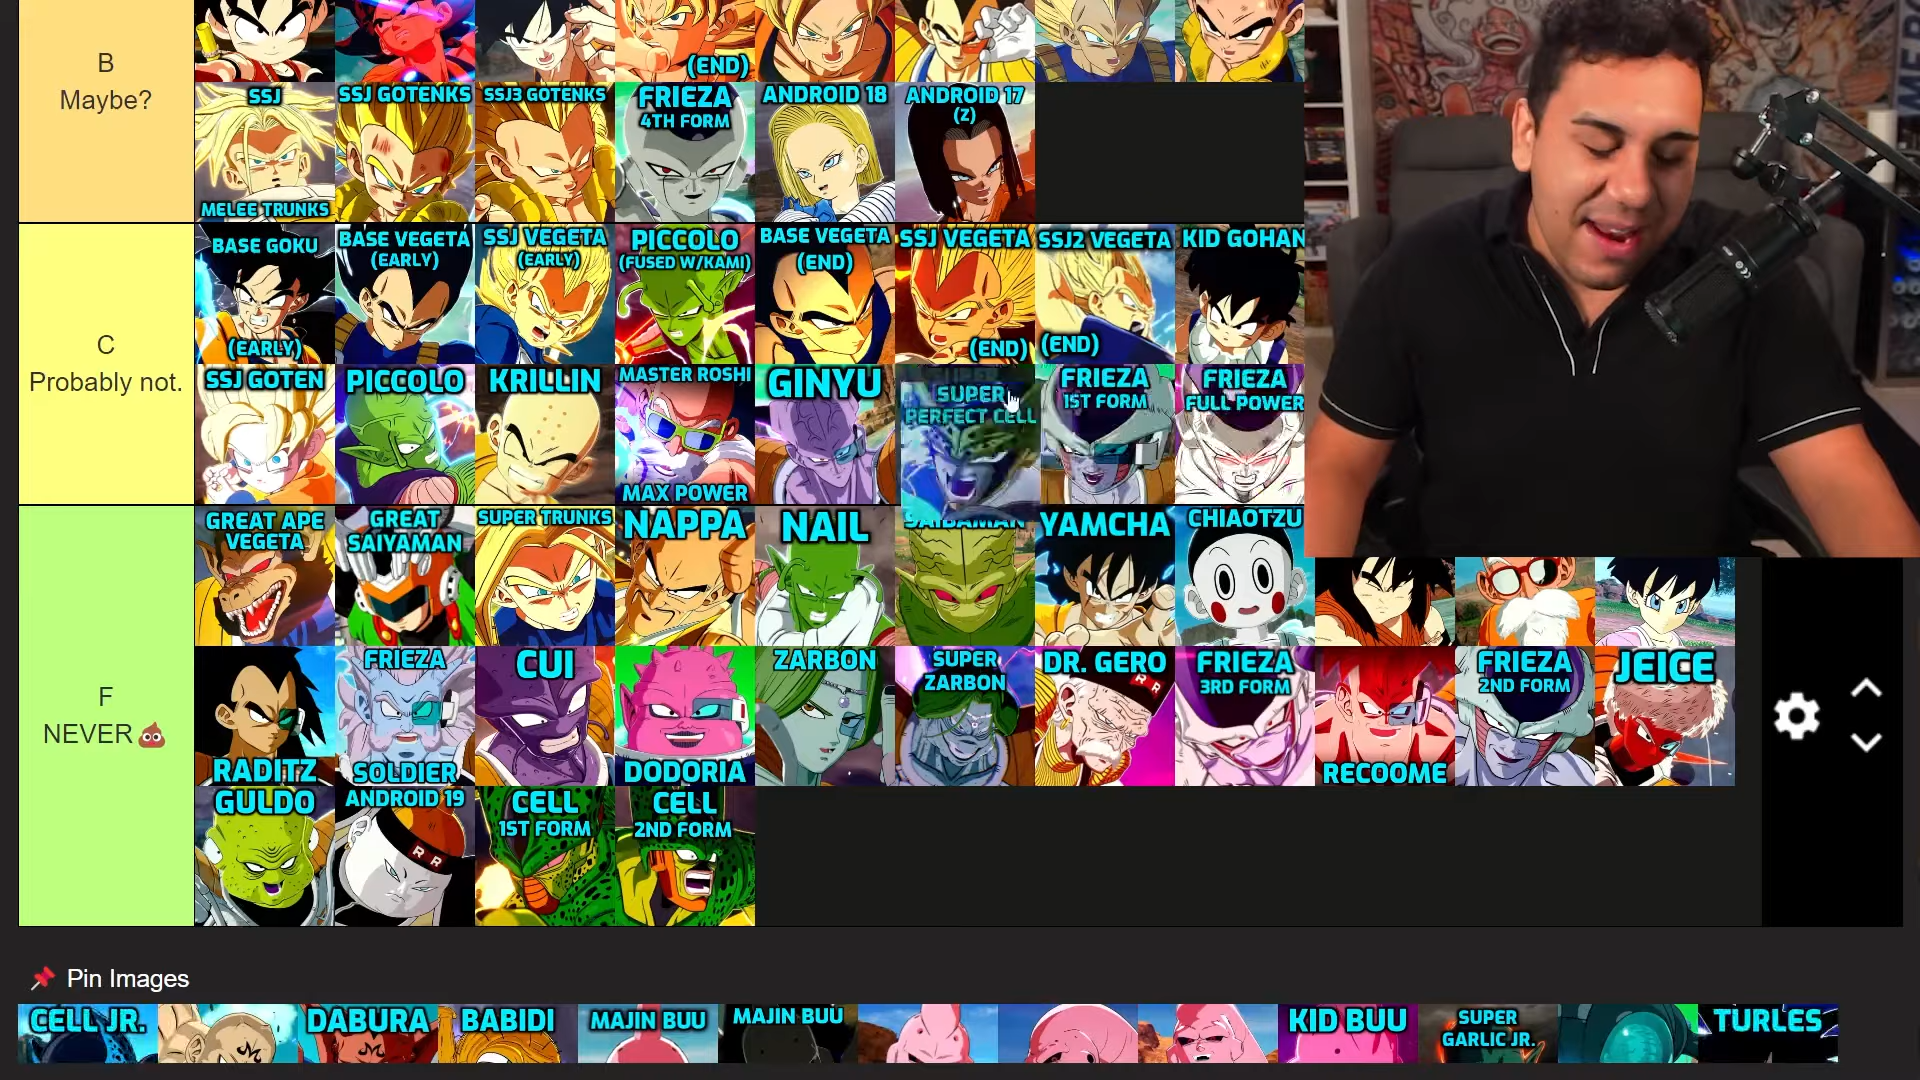 B
Maybe?
(END)
SSJ
MELEE TRUNKS
SSJ GOTENKS
SSJ3 GOTENKS
FRIEZA
4TH FORM
ANDROID 18
ANDROID 17
(Z)
C
Probably not.
BASE GOKU
(EARLY)
BASE VEGETA
(EARLY)
SSJ VEGETA
(EARLY)
PICCOLO
(FUSED W/KAMI)
BASE VEGETA
(END)
SSJ VEGETA
(END)
SSJ2 VEGETA
(END)
KID GOHAN
SSJ GOTEN
PICCOLO
KRILLIN
MASTER ROSHI
MAX POWER
GINYU
SUPER
PERFECT CELL
FRIEZA
1ST FORM
FRIEZA
FULL POWER
F
NEVER💩
GREAT APE
VEGETA
GREAT
SAIYAMAN
SUPER TRUNKS
NAPPA
NAIL
SAIBAMAN
YAMCHA
CHIAOTZU
RADITZ
FRIEZA
SOLDIER
CUI
DODORIA
ZARBON
SUPER
ZARBON
DR. GERO
FRIEZA
3RD FORM
RECOOME
FRIEZA
2ND FORM
JEICE
GULDO
ANDROID 19
CELL
1ST FORM
CELL
2ND FORM
📌 Pin Images
CELL JR.
DABURA
BABIDI
MAJIN BUU
MAJIN BUU
KID BUU
SUPER
GARLIC JR.
TURLES